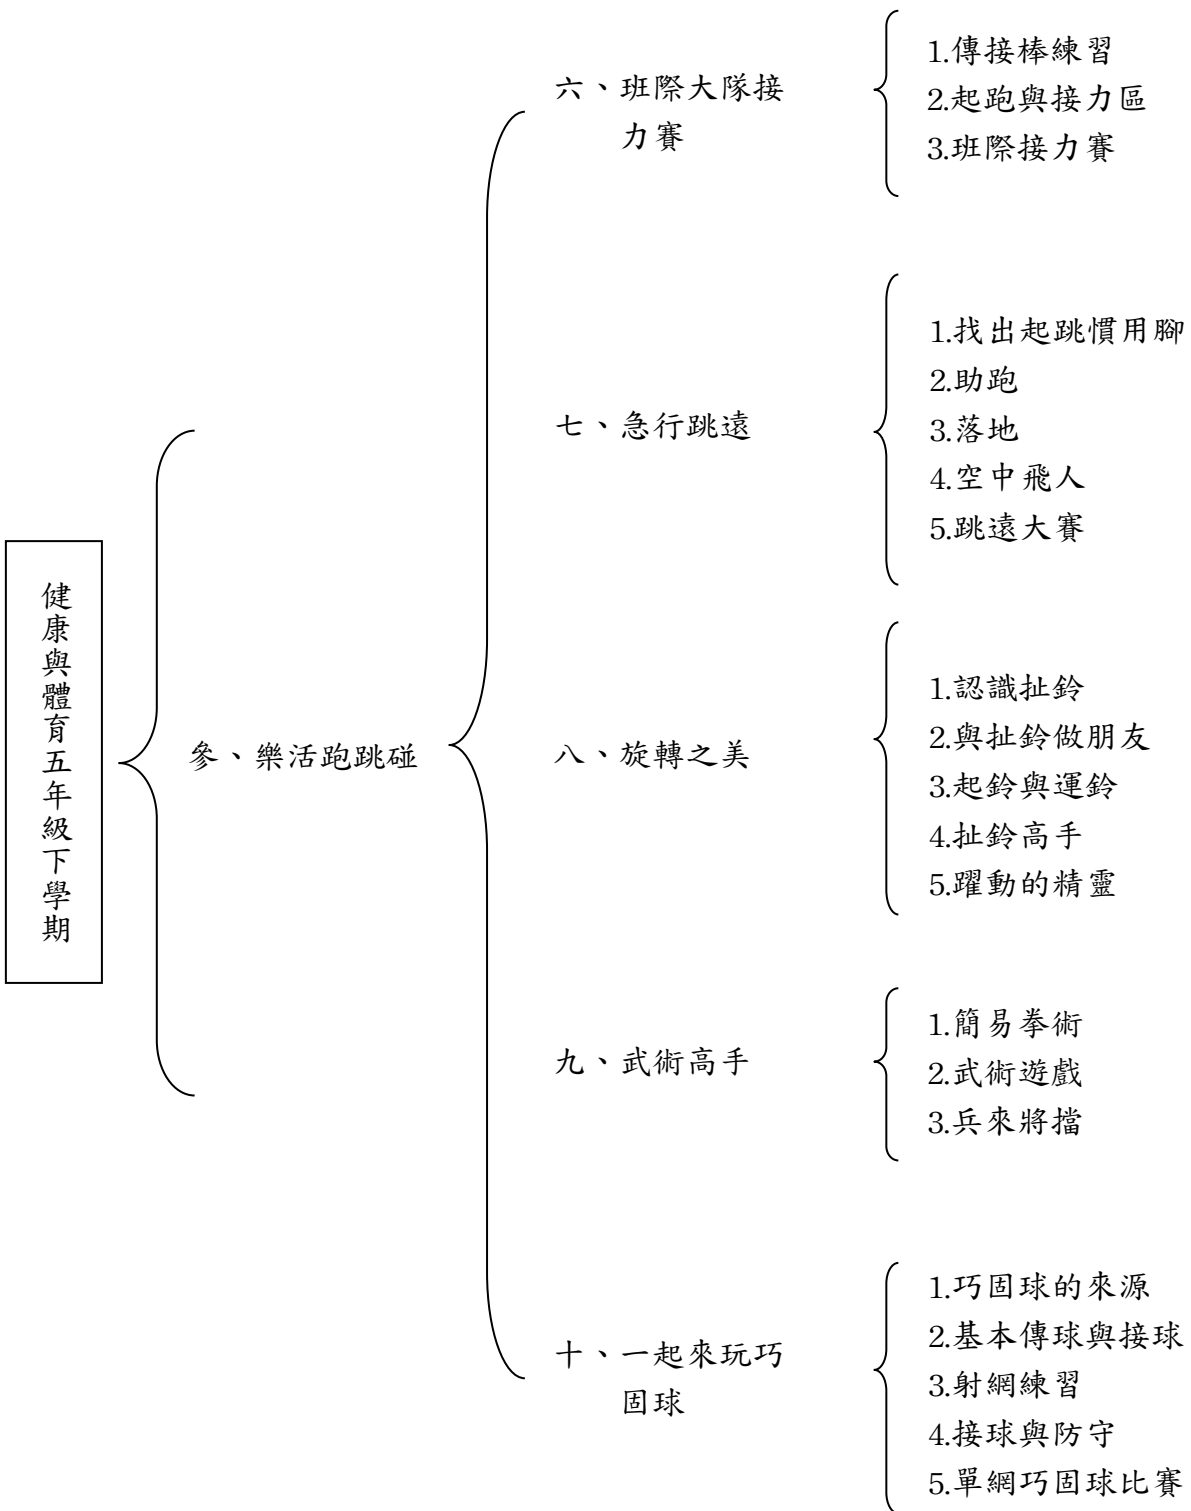 健康與體育五年級下學期
參、樂活跑跳碰
六、班際大隊接
力賽
1.傳接棒練習
2.起跑與接力區
3.班際接力賽
七、急行跳遠
1.找出起跳慣用腳
2.助跑
3.落地
4.空中飛人
5.跳遠大賽
八、旋轉之美
1.認識扯鈴
2.與扯鈴做朋友
3.起鈴與運鈴
4.扯鈴高手
5.躍動的精靈
九、武術高手
1.簡易拳術
2.武術遊戲
3.兵來將擋
十、一起來玩巧
固球
1.巧固球的來源
2.基本傳球與接球
3.射網練習
4.接球與防守
5.單網巧固球比賽